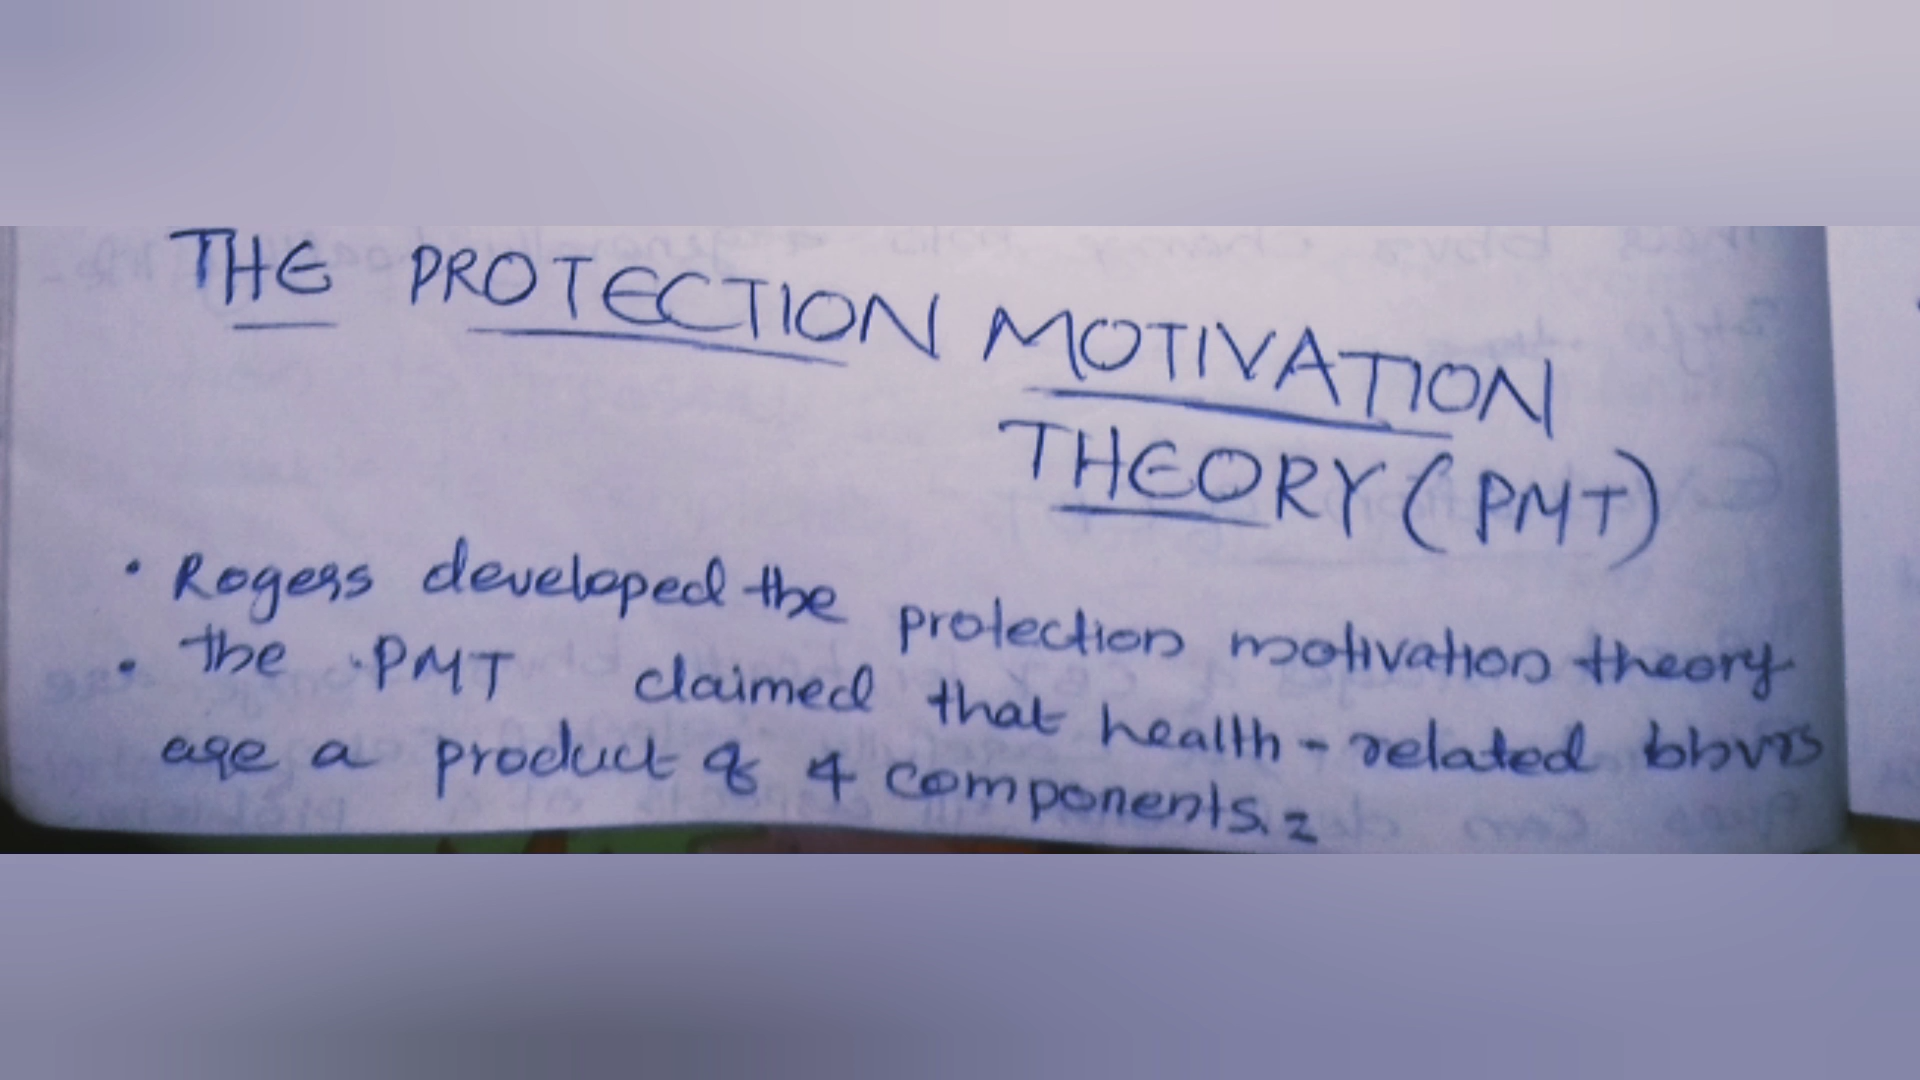 THE PROTECTION MOTIVATION
THEORY (PMT)
• Rogers developed the protection motivation theory
• the PMT claimed that health-related bhvrs
are a product of 4 components.